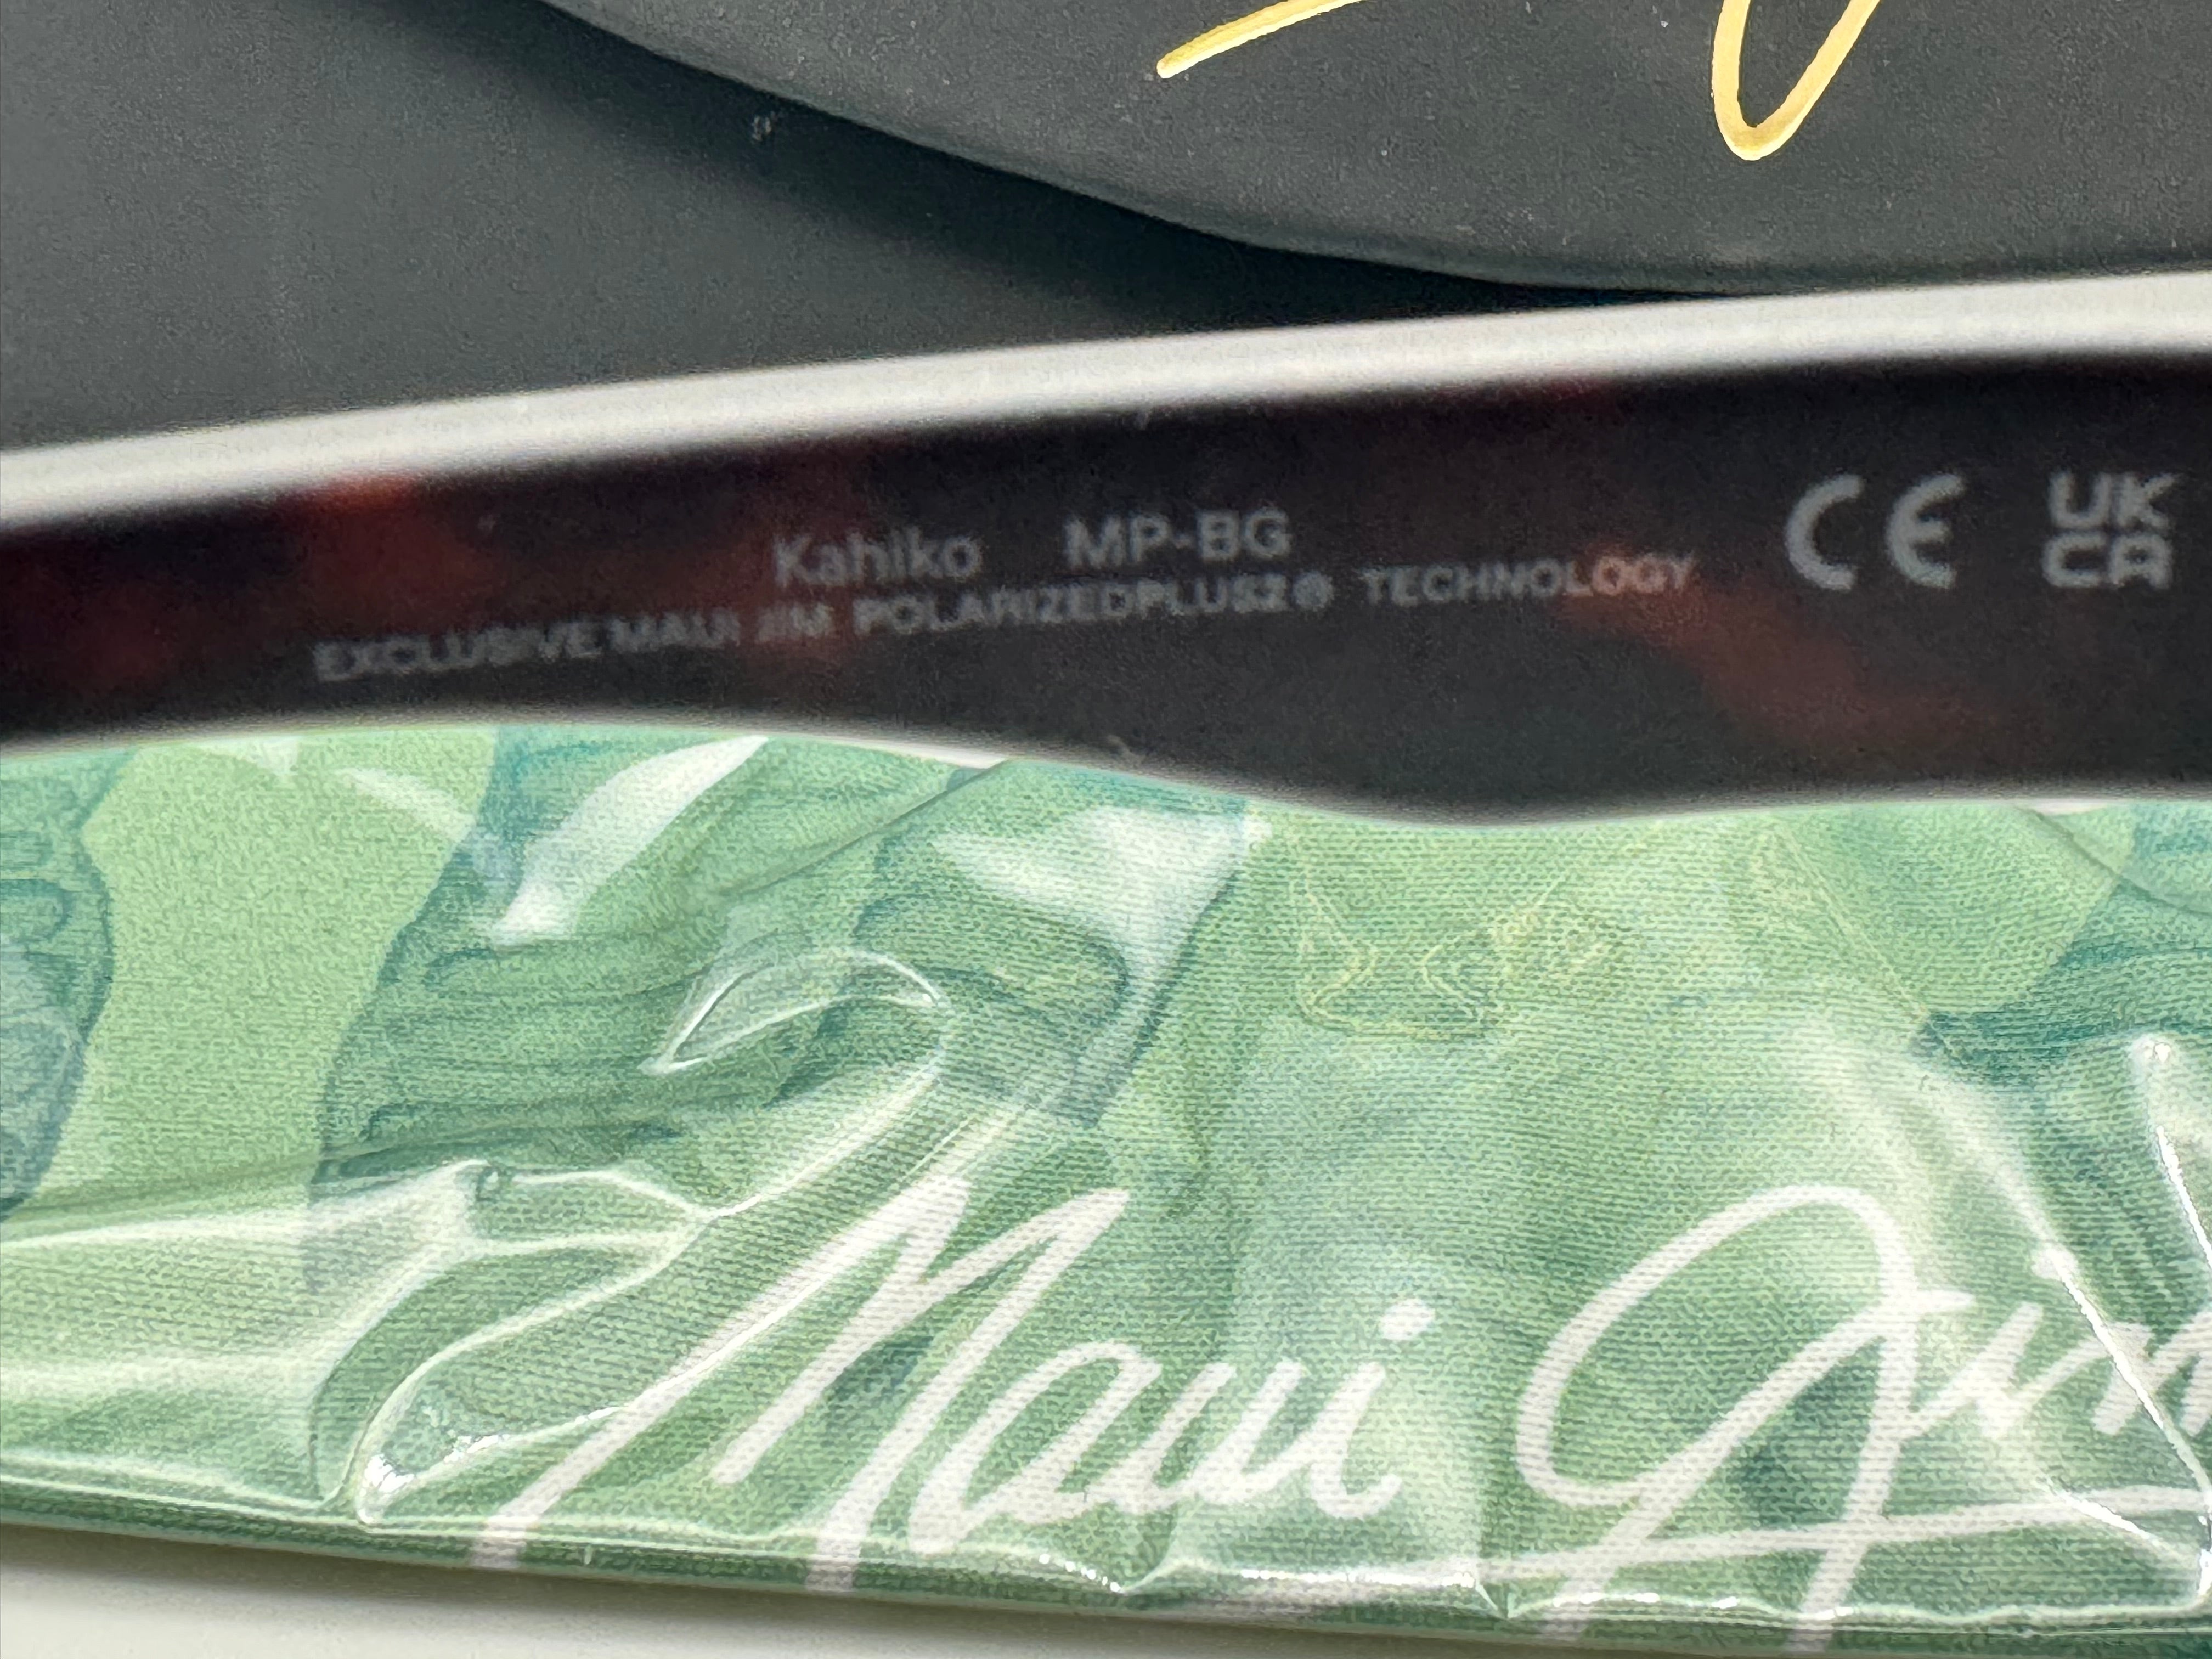 Kahiko MP-BG
EXCLUSIVE MAUI JIM POLARIZEDPLUS2® TECHNOLOGY
CE UK
CA
Maui Jim